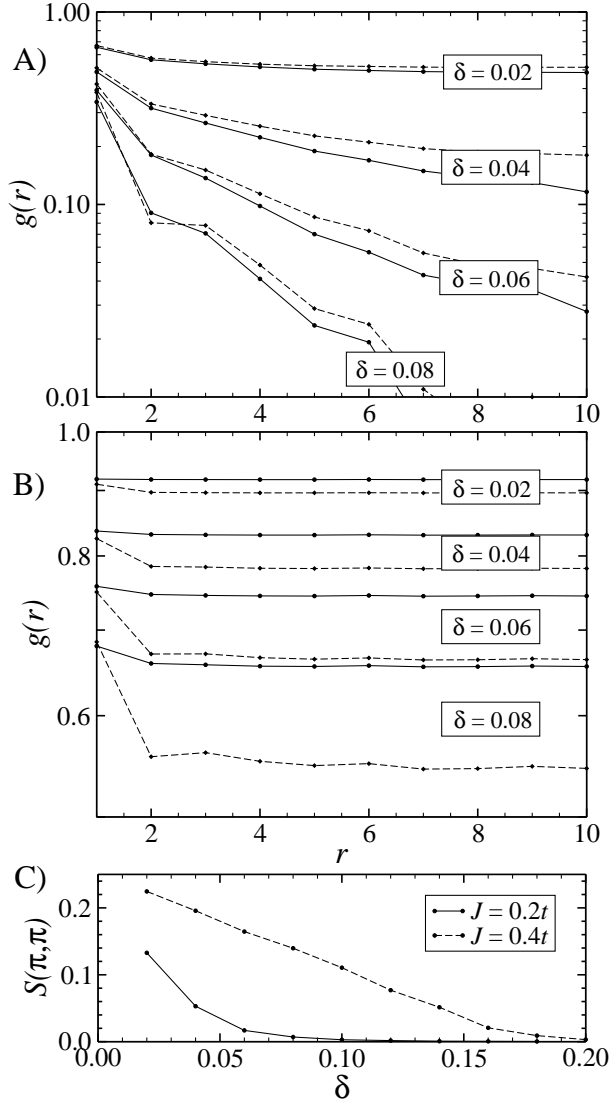 A)
g(r)
1.00
0.10
0.01
δ = 0.02
δ = 0.04
δ = 0.06
δ = 0.08
2 4 6 8 10
B)
g(r)
1.0
0.8
0.6
δ = 0.02
δ = 0.04
δ = 0.06
δ = 0.08
2 4 6 8 10
r
C)
S(π,π)
0.2
0.1
0.0
J = 0.2t
J = 0.4t
0.00 0.05 0.10 0.15 0.20
δ